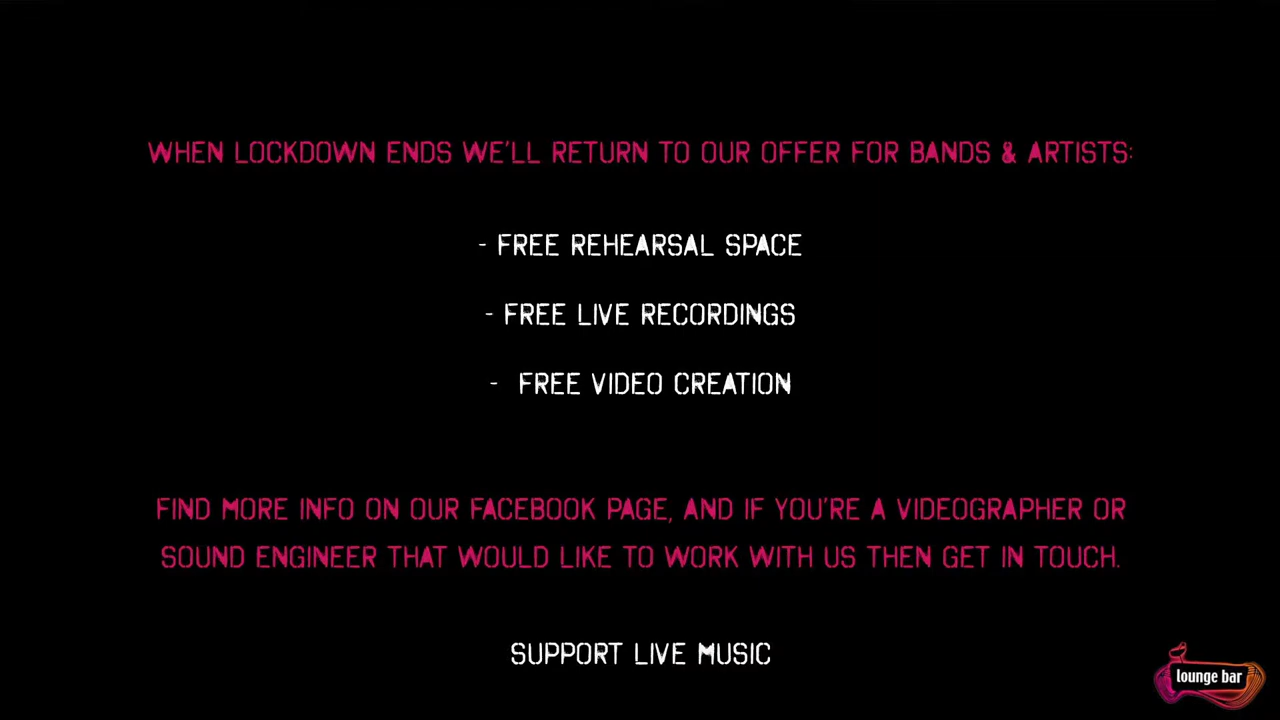 WHEN LOCKDOWN ENDS WE'LL RETURN TO OUR OFFER FOR BANDS & ARTISTS:
- FREE REHEARSAL SPACE
- FREE LIVE RECORDINGS
- FREE VIDEO CREATION
FIND MORE INFO ON OUR FACEBOOK PAGE, AND IF YOU'RE A VIDEOGRAPHER OR
SOUND ENGINEER THAT WOULD LIKE TO WORK WITH US THEN GET IN TOUCH.
SUPPORT LIVE MUSIC
lounge bar